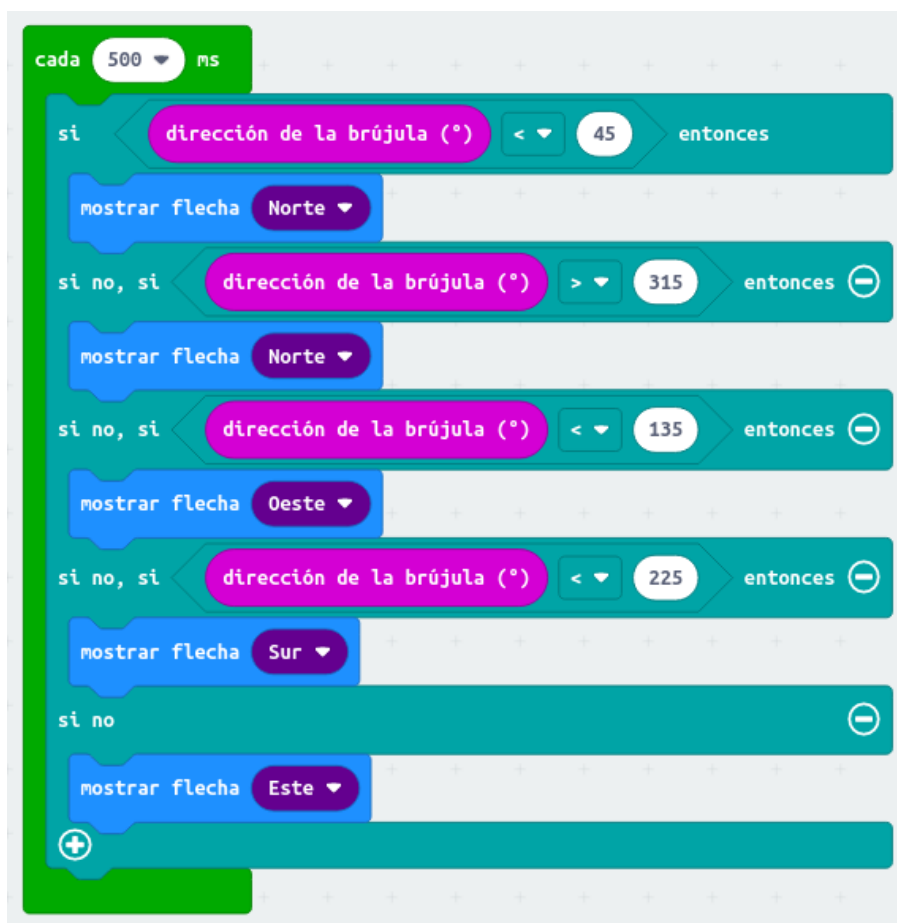 cada 500 ms
si dirección de la brújula (°) < 45 entonces
mostrar flecha Norte
si no, si dirección de la brújula (°) > 315 entonces
mostrar flecha Norte
si no, si dirección de la brújula (°) < 135 entonces
mostrar flecha Oeste
si no, si dirección de la brújula (°) < 225 entonces
mostrar flecha Sur
si no
mostrar flecha Este